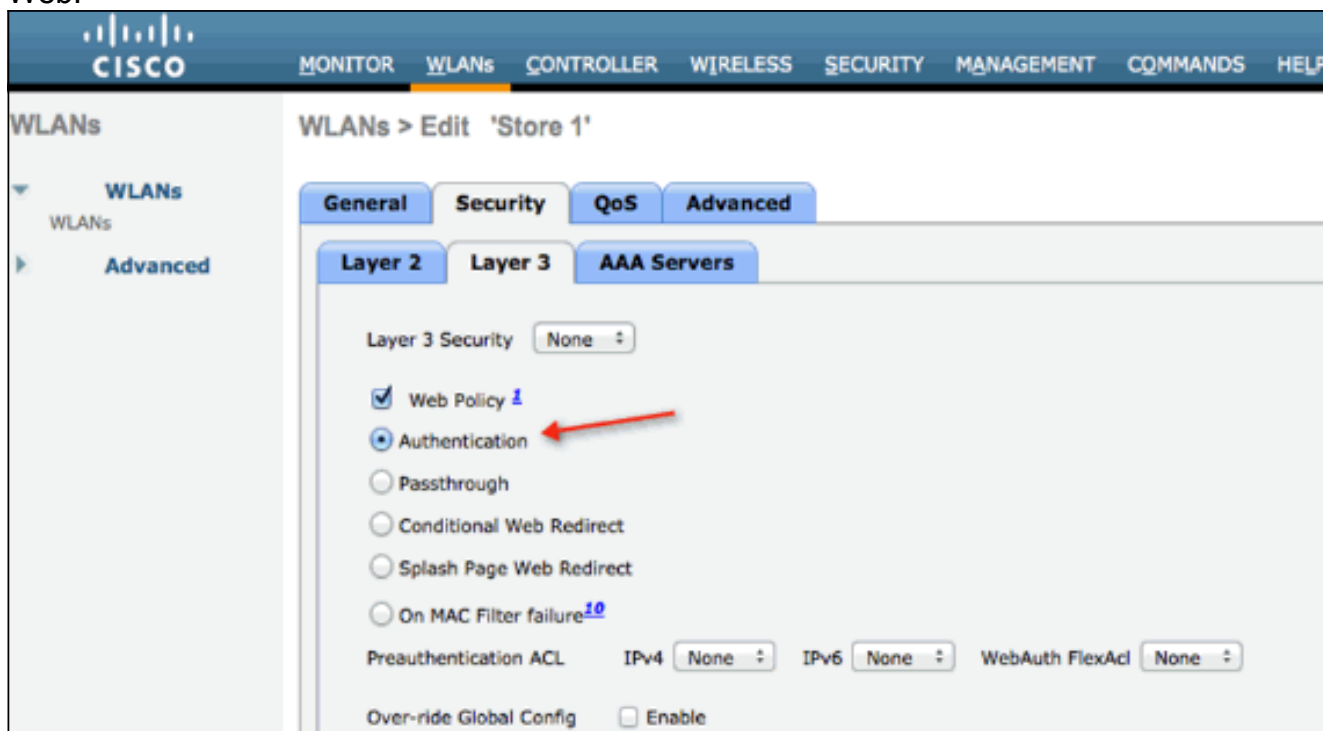 Web.
CISCO
MONITOR WLANs CONTROLLER WIRELESS SECURITY MANAGEMENT COMMANDS HELP
WLANs
WLANs > Edit 'Store 1'
WLANs
WLANs
Advanced
General Security QoS Advanced
Layer 2 Layer 3 AAA Servers
Layer 3 Security None
Web Policy 1
Authentication
Passthrough
Conditional Web Redirect
Splash Page Web Redirect
On MAC Filter failure10
Preauthentication ACL IPv4 None IPv6 None WebAuth FlexAcl None
Over-ride Global Config Enable